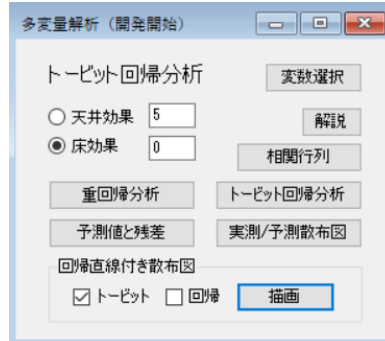 多変量解析（開発開始）
トービット回帰分析
変数選択
天井効果 5
解説
床効果 0
相関行列
重回帰分析 トービット回帰分析
予測値と残差 実測/予測散布図
回帰直線付き散布図
トービット 回帰 描画